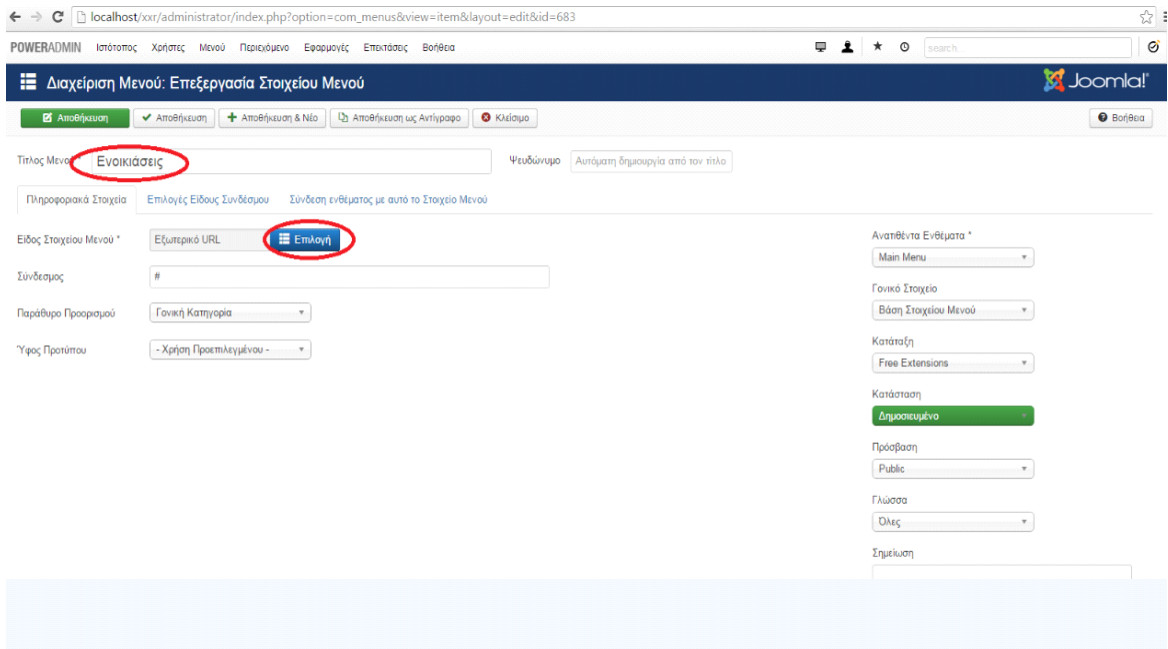 localhost/xxr/administrator/index.php?option=com_menus&view=item&layout=edit&id=683
POWERADMIN Ιστότοπος Χρήστες Μενού Περιεχόμενο Εφαρμογές Επεκτάσεις Βοήθεια search...
Διαχείριση Μενού: Επεξεργασία Στοιχείου Μενού Joomla!
Αποθήκευση Αποθήκευση Αποθήκευση & Νέο Αποθήκευση ως Αντίγραφο Κλείσιμο Βοήθεια
Τίτλος Μενού Ενοικιάσεις Ψευδώνυμο Αυτόματη δημιουργία από τον τίτλο
Πληροφοριακά Στοιχεία Επιλογές Είδους Συνδέσμου Σύνδεση ενθέματος με αυτό το Στοιχείο Μενού
Είδος Στοιχείου Μενού * Εξωτερικό URL Επιλογή
Σύνδεσμος #
Παράθυρο Προορισμού Γονική Κατηγορία
Ύφος Προτύπου - Χρήση Προεπιλεγμένου -
Ανατιθέντα Ενθέματα *
Main Menu
Γονικό Στοιχείο
Βάση Στοιχείου Μενού
Κατάταξη
Free Extensions
Κατάσταση
Δημοσιευμένο
Πρόσβαση
Public
Γλώσσα
Όλες
Σημείωση